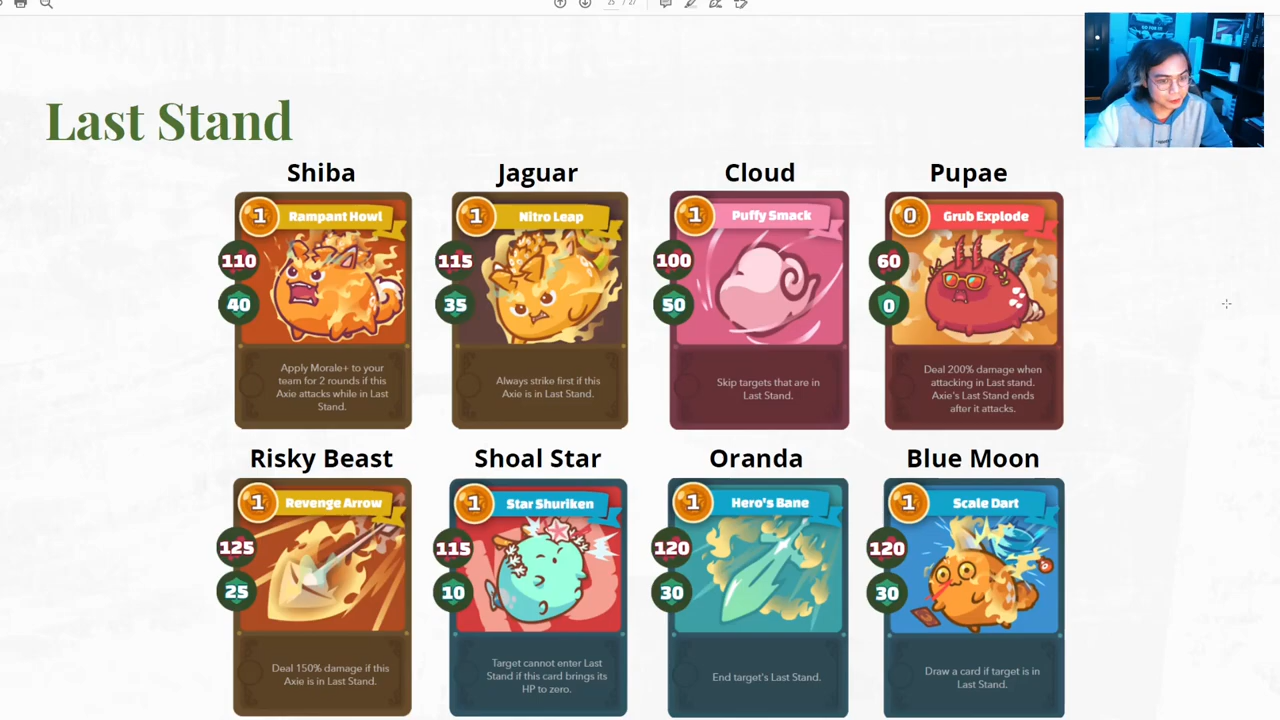 Last Stand
Shiba
Jaguar
Cloud
Pupae
1
Rampant Howl
110
40
Apply Morale+ to your
team for 2 rounds if this
Axie attacks while in Last
Stand.
1
Nitro Leap
115
35
Always strike first if this
Axie is in Last Stand.
1
Puffy Smack
100
50
Skip targets that are in
Last Stand.
0
Grub Explode
60
0
Deal 200% damage when
attacking in Last stand.
Axie's Last Stand ends
after it attacks.
Risky Beast
Shoal Star
Oranda
Blue Moon
1
Revenge Arrow
125
25
Deal 150% damage if this
Axie is in Last Stand.
1
Star Shuriken
115
10
Target cannot enter Last
Stand if this card brings its
HP to zero.
1
Hero's Bane
120
30
End target's Last Stand.
1
Scale Dart
120
30
Draw a card if target is in
Last Stand.